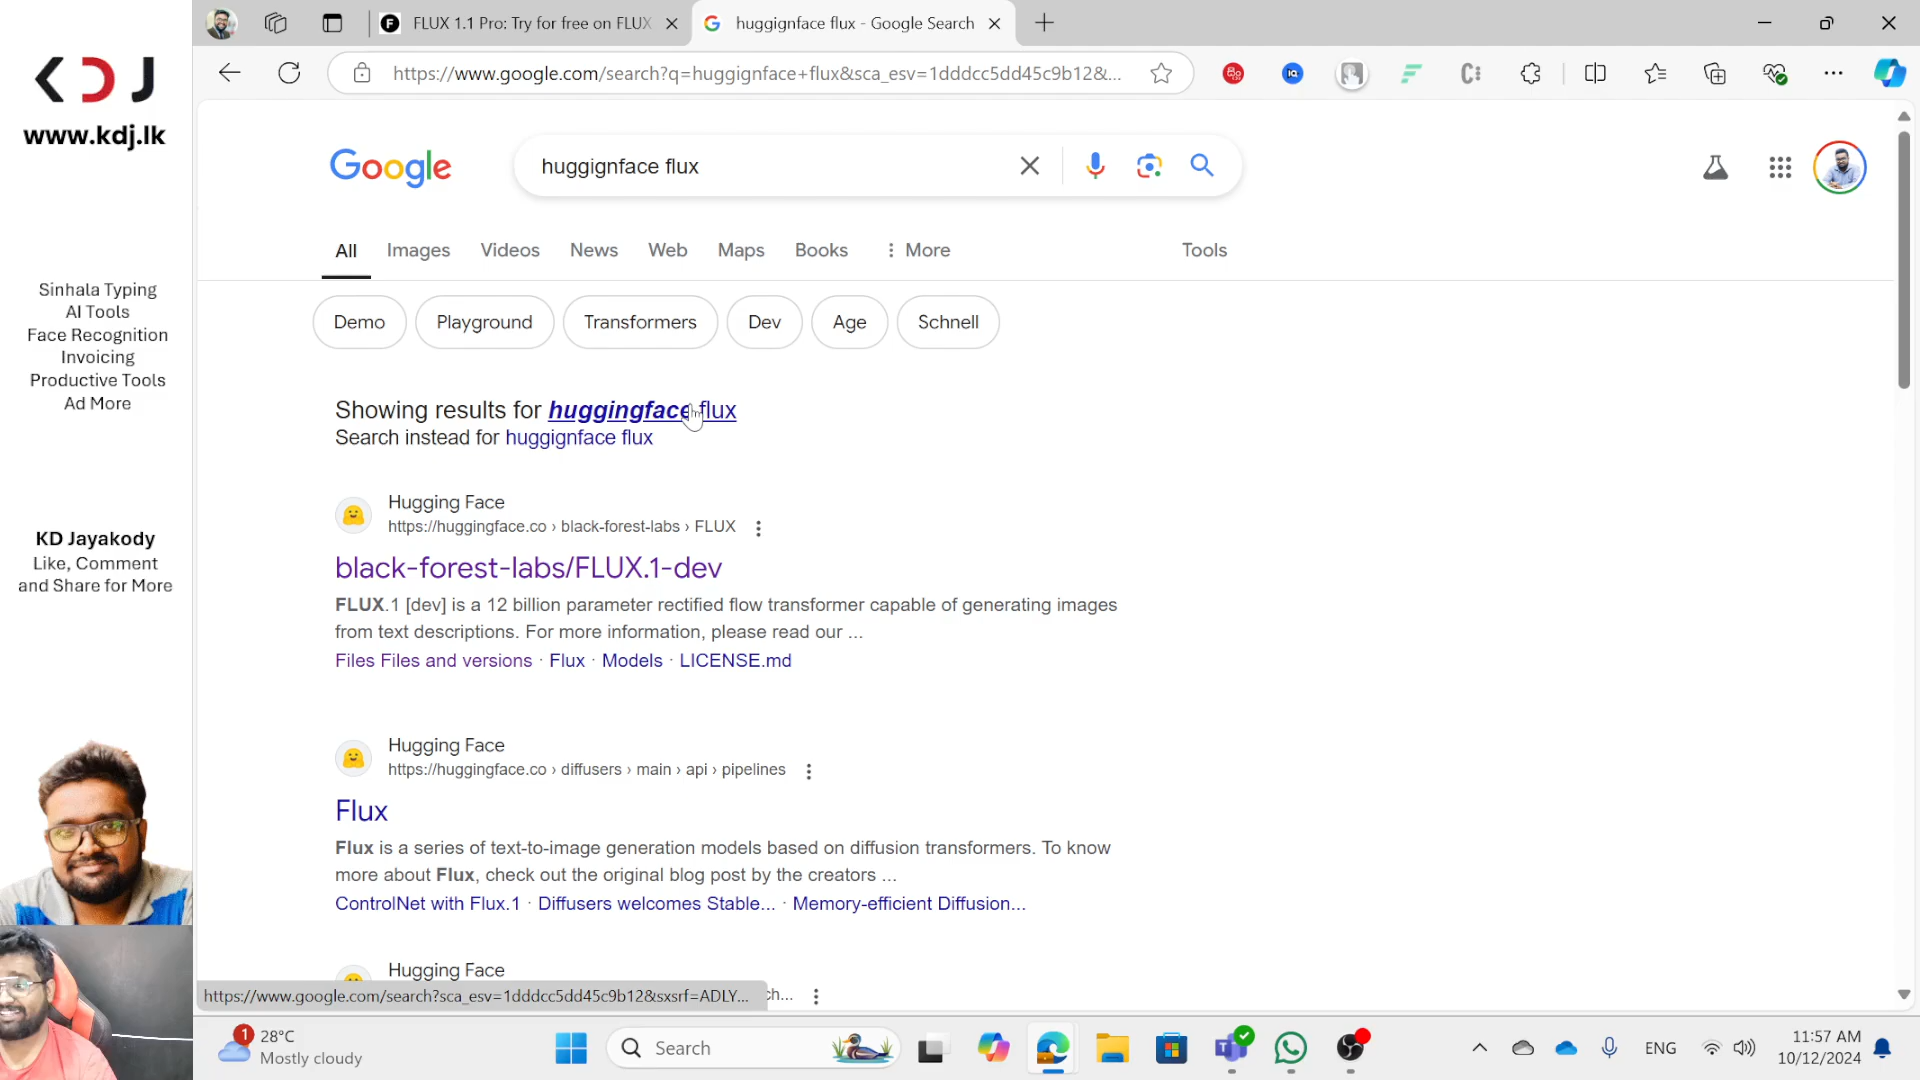 KDJ
www.kdj.lk
Sinhala Typing
AI Tools
Face Recognition
Invoicing
Productive Tools
Ad More
KD Jayakody
Like, Comment
and Share for More
FLUX 1.1 Pro: Try for free on FLUX
huggignface flux - Google Search
https://www.google.com/search?q=huggignface+flux&sca_esv=1dddcc5dd45c9b12&...
Google
huggignface flux
All Images Videos News Web Maps Books More Tools
Demo Playground Transformers Dev Age Schnell
Showing results for huggingface flux
Search instead for huggignface flux
Hugging Face
https://huggingface.co › black-forest-labs › FLUX
black-forest-labs/FLUX.1-dev
FLUX.1 [dev] is a 12 billion parameter rectified flow transformer capable of generating images
from text descriptions. For more information, please read our ...
Files Files and versions · Flux · Models · LICENSE.md
Hugging Face
https://huggingface.co › diffusers › main › api › pipelines
Flux
Flux is a series of text-to-image generation models based on diffusion transformers. To know
more about Flux, check out the original blog post by the creators ...
ControlNet with Flux.1 · Diffusers welcomes Stable... · Memory-efficient Diffusion...
Hugging Face
https://www.google.com/search?sca_esv=1dddcc5dd45c9b12&sxsrf=ADLY...
1
28°C
Mostly cloudy
Search
ENG
11:57 AM
10/12/2024